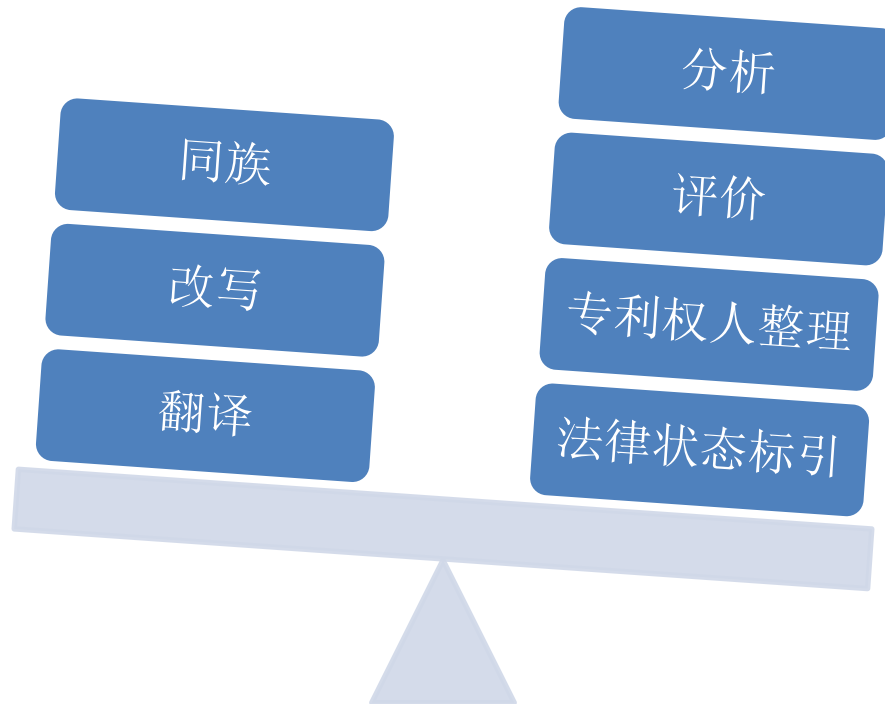 同族
改写
翻译
分析
评价
专利权人整理
法律状态标引